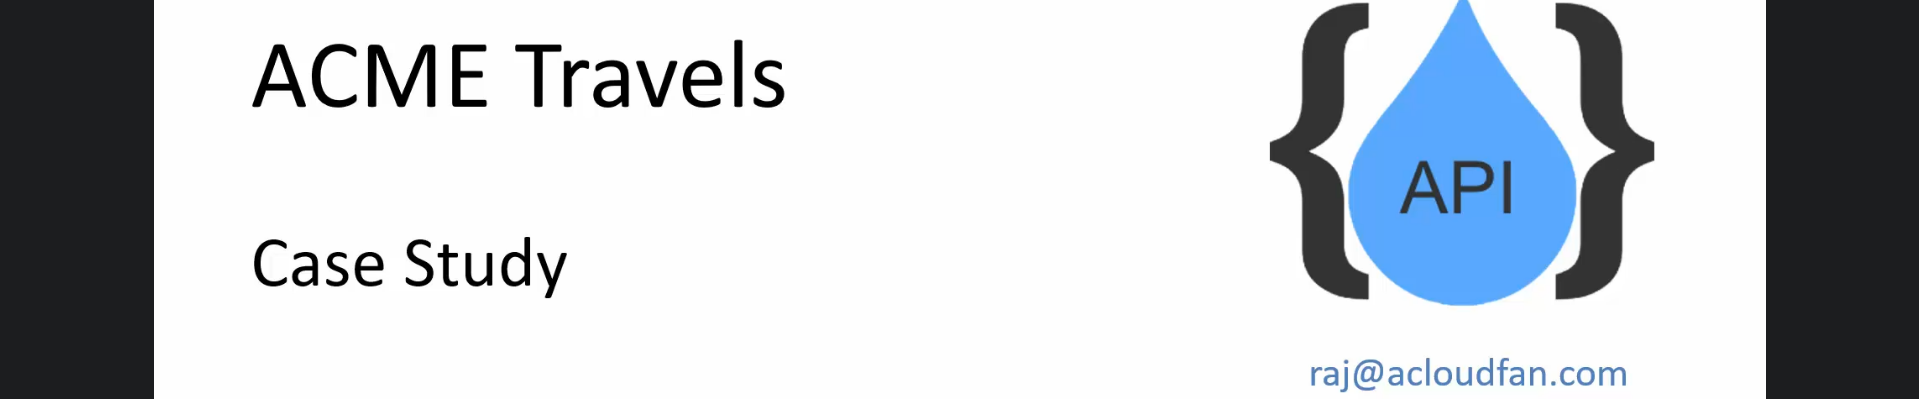 ACME Travels
Case Study
{ API }
raj@acloudfan.com